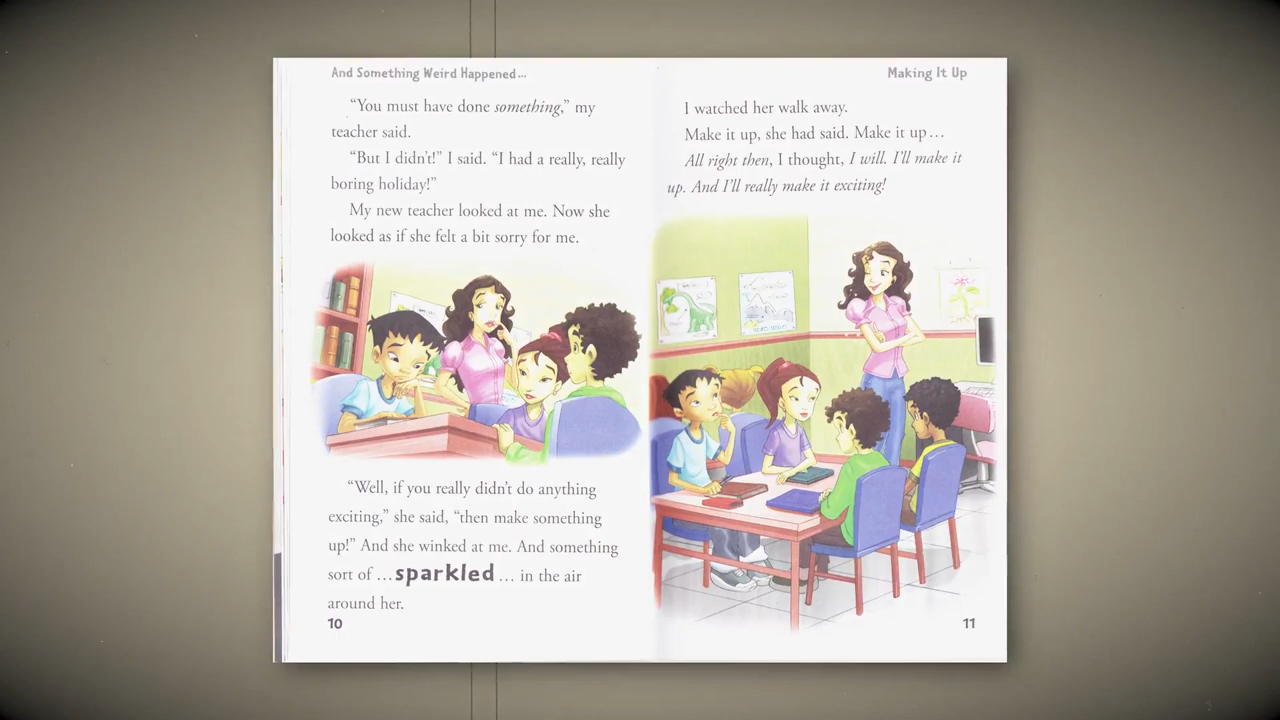 And Something Weird Happened...
“You must have done something,” my
teacher said.
“But I didn’t!” I said. “I had a really, really
boring holiday!”
My new teacher looked at me. Now she
looked as if she felt a bit sorry for me.
“Well, if you really didn’t do anything
exciting,” she said, “then make something
up!” And she winked at me. And something
sort of ... sparkled ... in the air
around her.
10
Making It Up
I watched her walk away.
Make it up, she had said. Make it up ...
All right then, I thought, I will. I’ll make it
up. And I’ll really make it exciting!
11